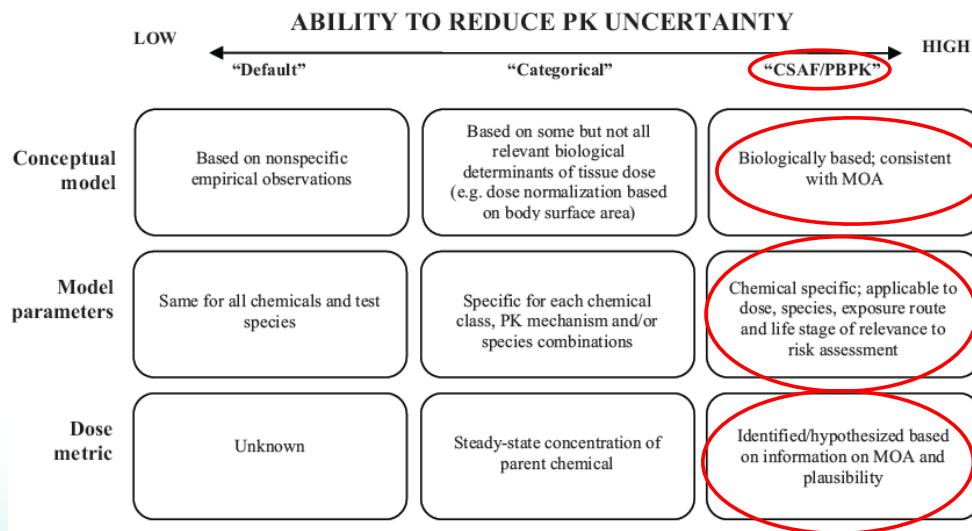 ABILITY TO REDUCE PK UNCERTAINTY
LOW
HIGH
“Default”
“Categorical”
“CSAF/PBPK”
Conceptual
model
Based on nonspecific
empirical observations
Based on some but not all
relevant biological
determinants of tissue dose
(e.g. dose normalization based
on body surface area)
Biologically based; consistent
with MOA
Model
parameters
Same for all chemicals and test
species
Specific for each chemical
class, PK mechanism and/or
species combinations
Chemical specific; applicable to
dose, species, exposure route
and life stage of relevance to
risk assessment
Dose
metric
Unknown
Steady-state concentration of
parent chemical
Identified/hypothesized based
on information on MOA and
plausibility